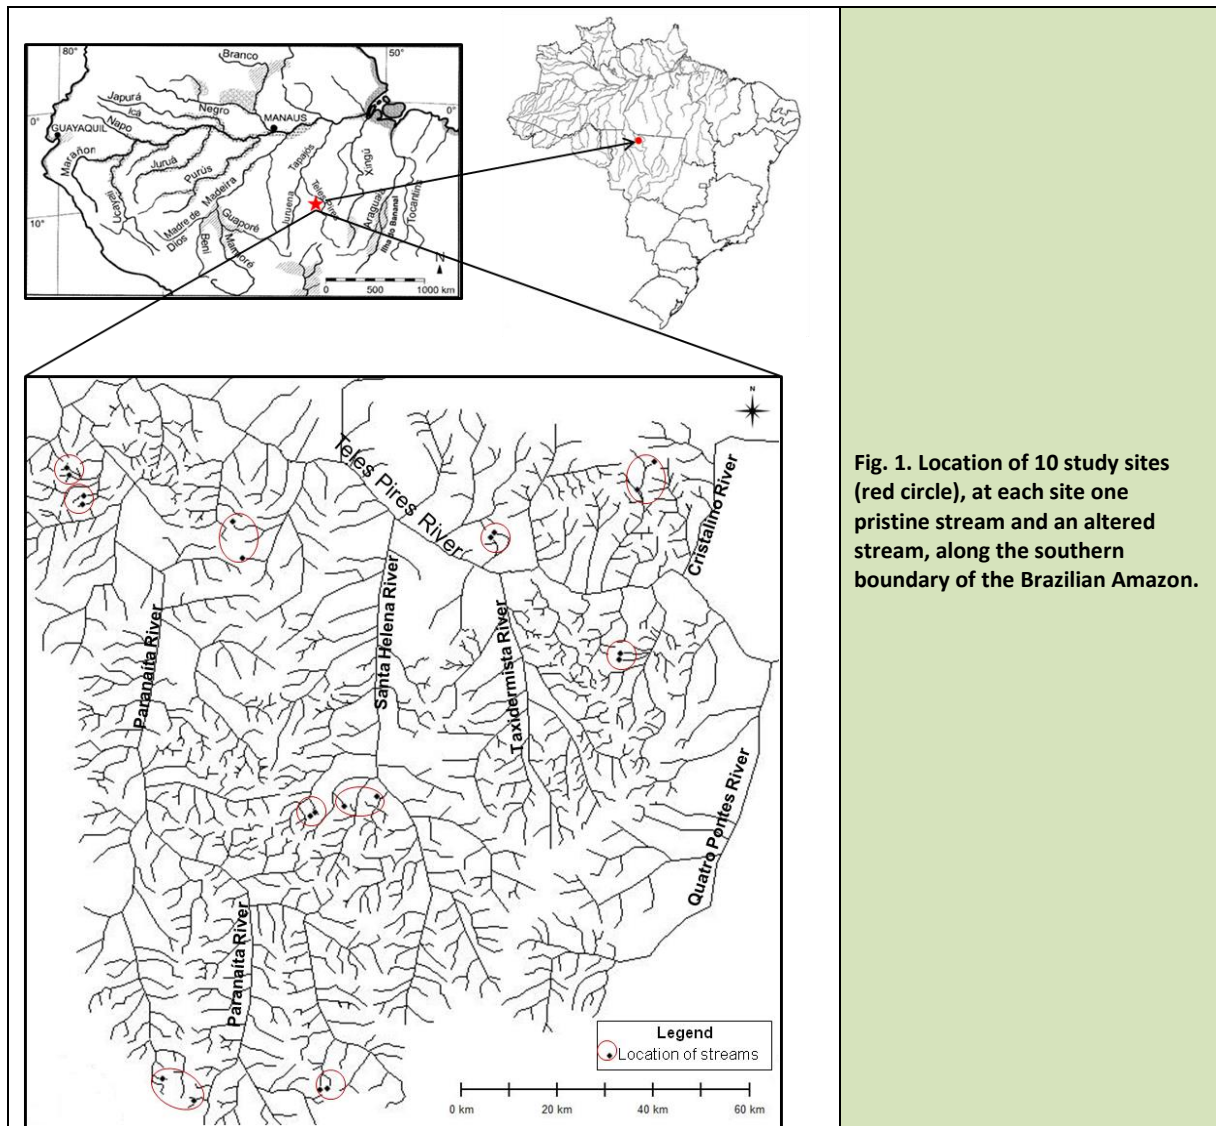 80°
50°
Branco
Japurá
Içá
Negro
Napo
MANAUS
0°
0°
GUAYAQUIL
Marañon
Juruá
Purús
Madeira
Tapajós
Xingú
Ucayali
Juruena
Teles Pires
Araguaia
Ilha do Bananal
Tocantins
10°
Madre de
Dios
Guaporé
Beni
Mamoré
N
0 500 1000 km
N
Teles Pires River
Cristalino River
Paranaita River
Santa Helena River
Taxidermista River
Quatro Pontes River
Paranaita River
Legend
Location of streams
0 km 20 km 40 km 60 km
Fig. 1. Location of 10 study sites
(red circle), at each site one
pristine stream and an altered
stream, along the southern
boundary of the Brazilian Amazon.